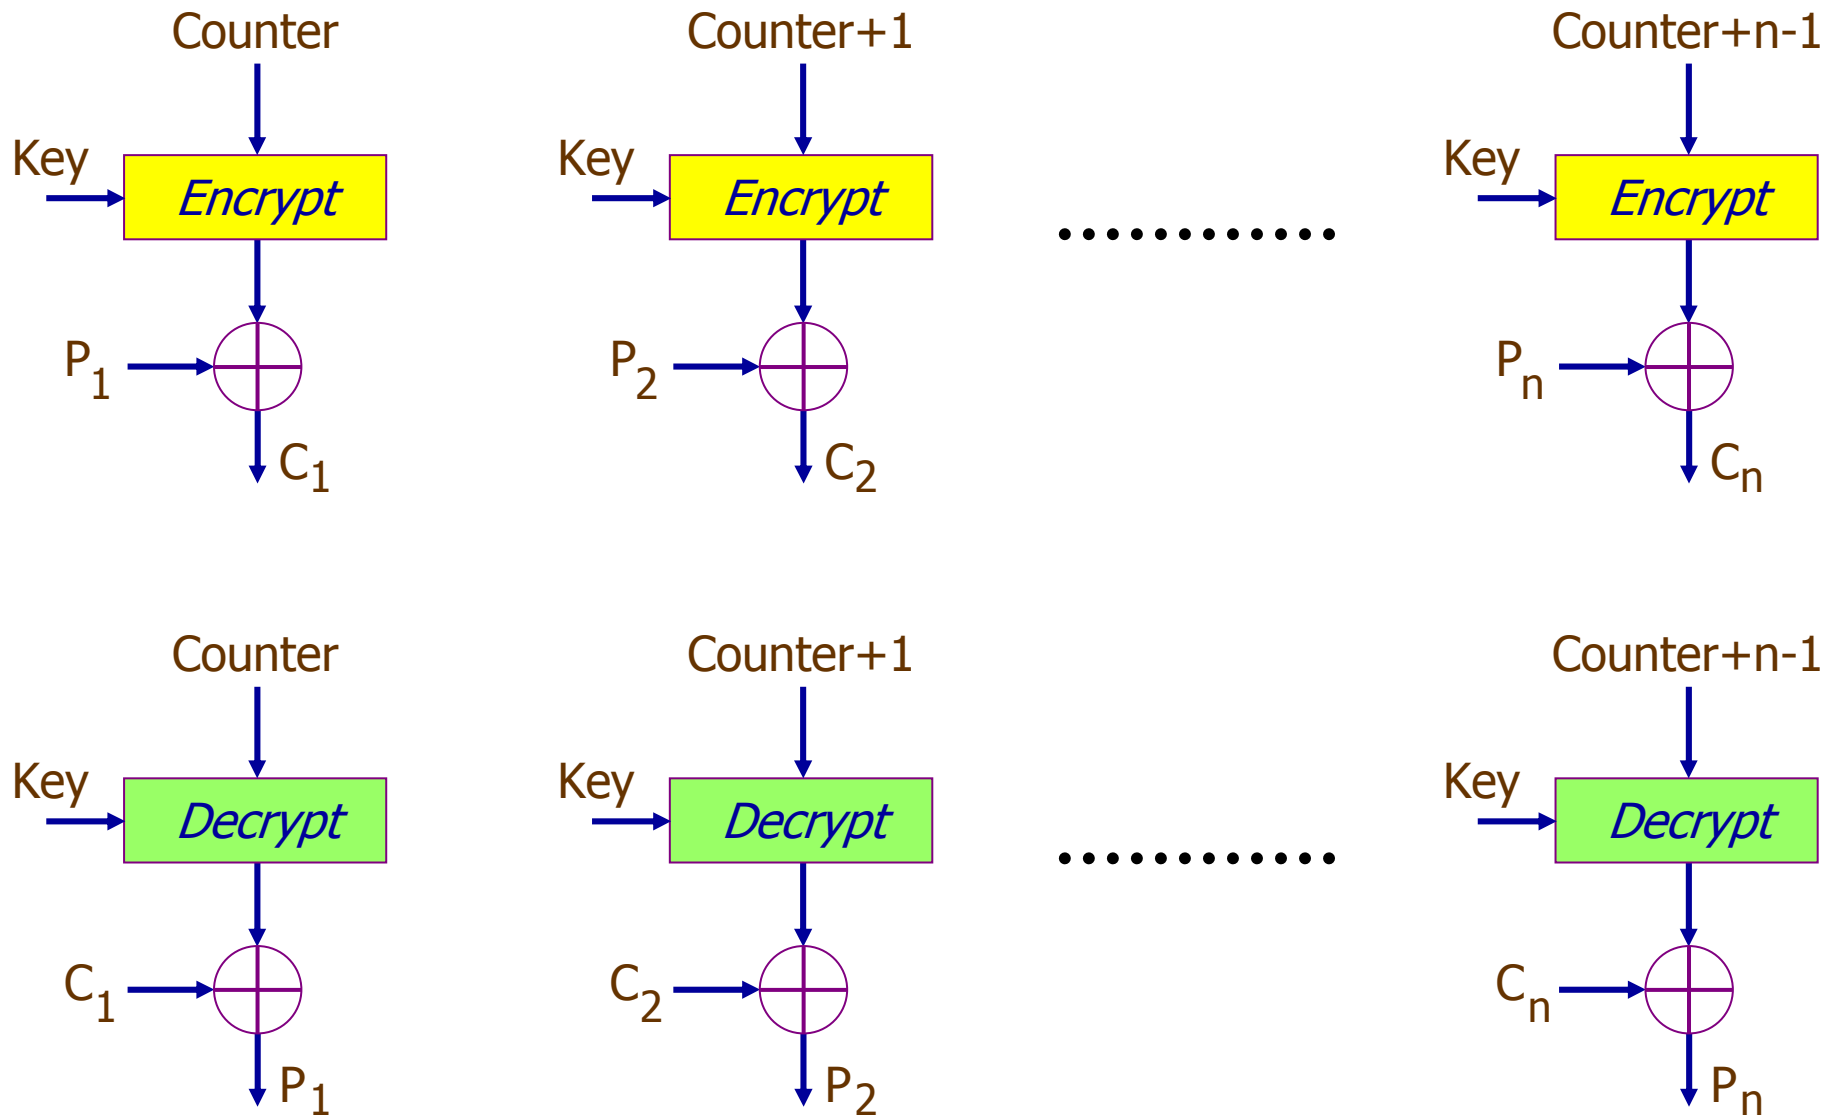 Counter Counter+1 Counter+n-1
Key Key Key
Encrypt Encrypt Encrypt
P1 P2 Pn
C1 C2 Cn
Counter Counter+1 Counter+n-1
Key Key Key
Decrypt Decrypt Decrypt
C1 C2 Cn
P1 P2 Pn